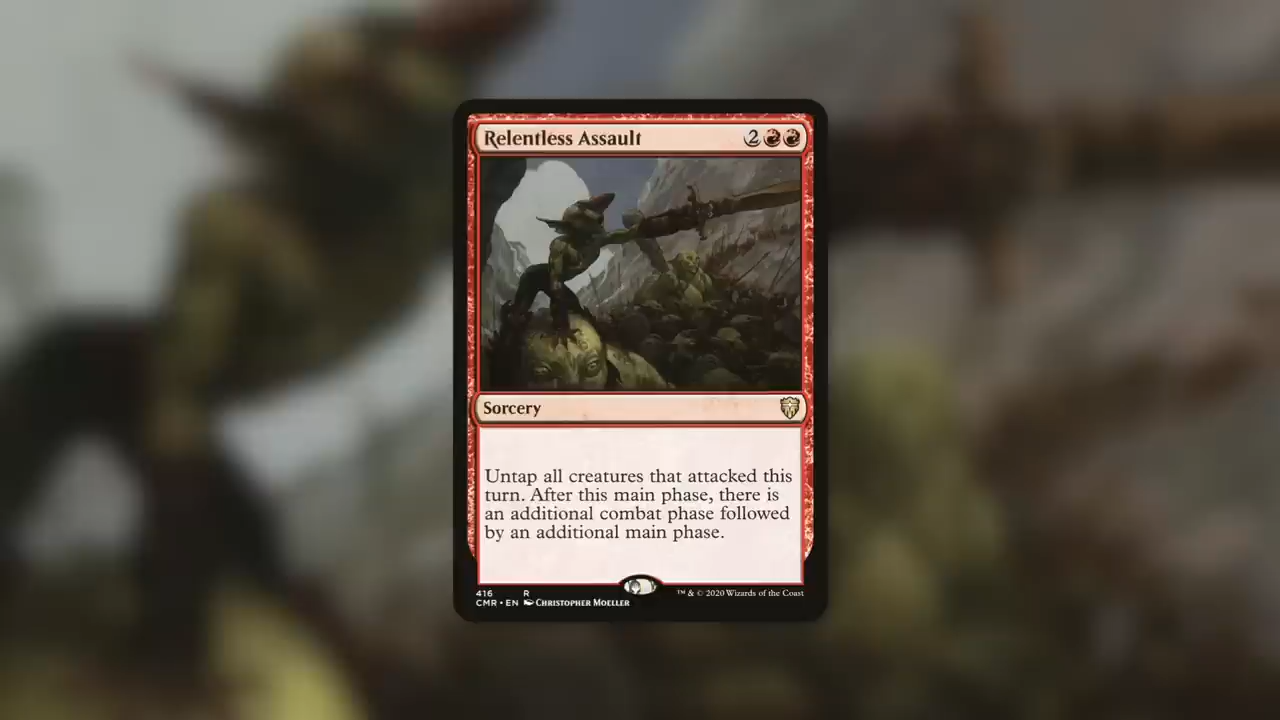 Relentless Assault 2
Sorcery
Untap all creatures that attacked this
turn. After this main phase, there is
an additional combat phase followed
by an additional main phase.
416 R
CMR • EN Christopher Moeller
™ & © 2020 Wizards of the Coast